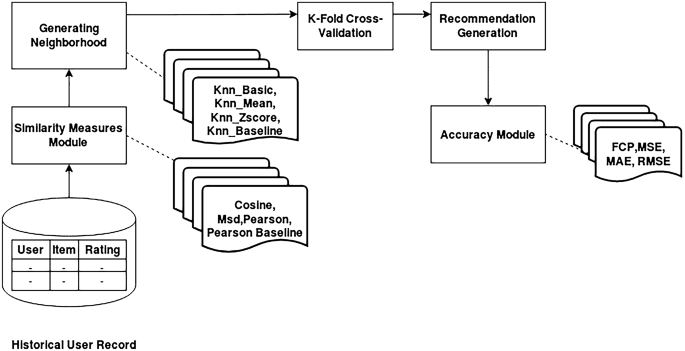 Generating
Neighborhood
K-Fold Cross-
Validation
Recommendation
Generation
Knn_Basic,
Knn_Mean,
Knn_Zscore,
Knn_Baseline
Similarity Measures
Module
Accuracy Module
FCP,MSE,
MAE, RMSE
Cosine,
Msd,Pearson,
Pearson Baseline
User Item Rating
- - -
- - -
Historical User Record